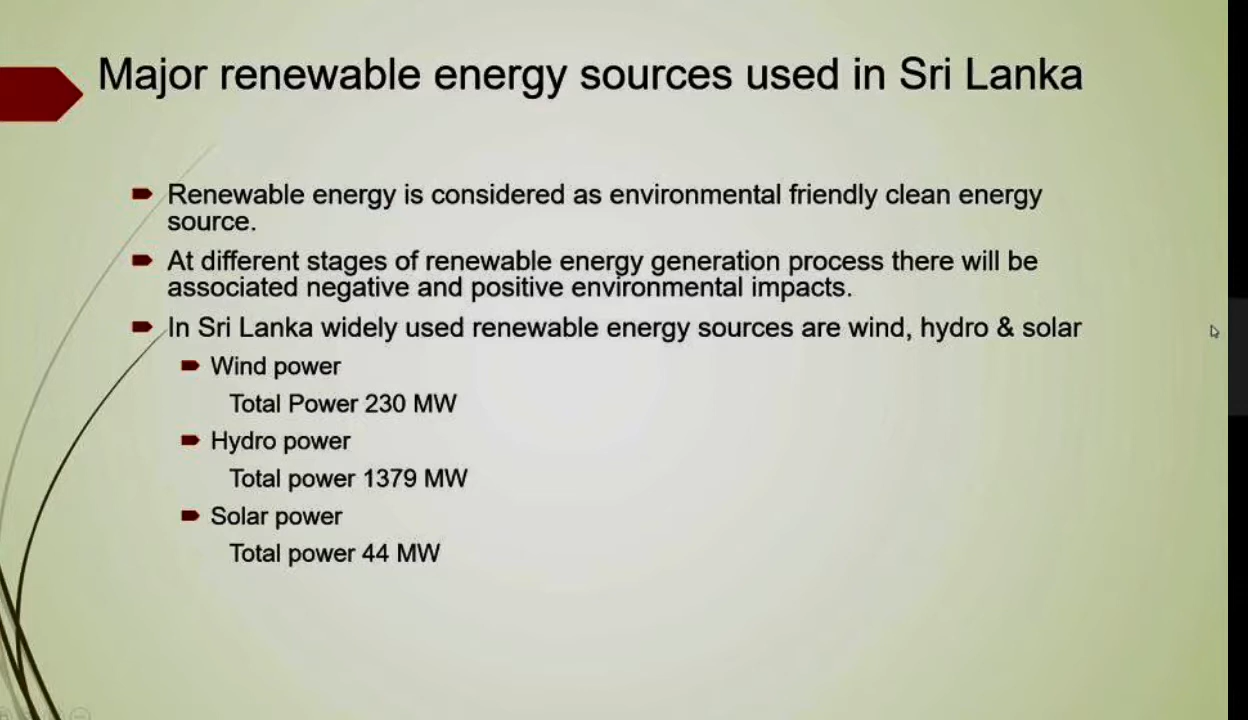 Major renewable energy sources used in Sri Lanka
Renewable energy is considered as environmental friendly clean energy
source.
At different stages of renewable energy generation process there will be
associated negative and positive environmental impacts.
In Sri Lanka widely used renewable energy sources are wind, hydro & solar
Wind power
Total Power 230 MW
Hydro power
Total power 1379 MW
Solar power
Total power 44 MW